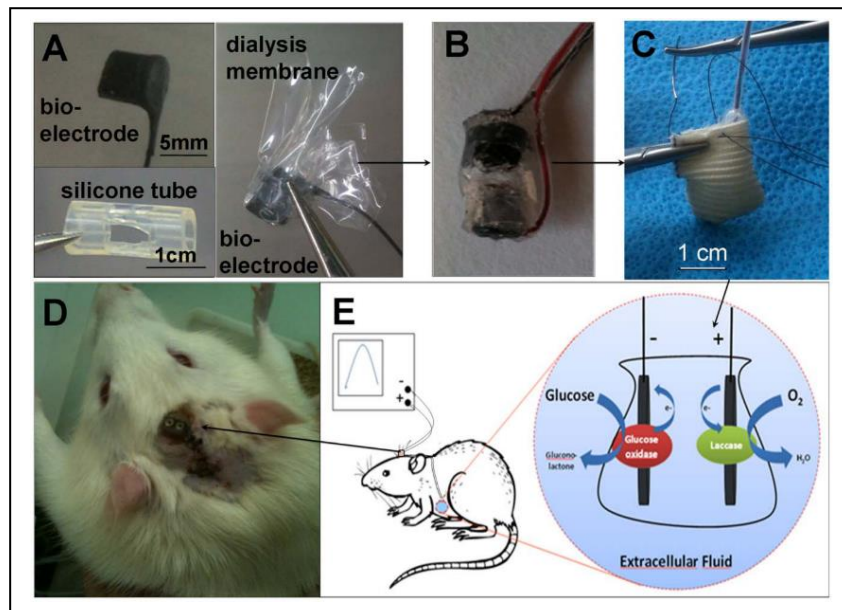 A
bio-
electrode
5mm
silicone tube
1cm
dialysis
membrane
bio-
electrode
B
C
1 cm
D
E
-
+
-
+
Glucose
O₂
e-
e-
Glucose
oxidase
Laccase
Glucono-
lactone
H₂O
Extracellular Fluid